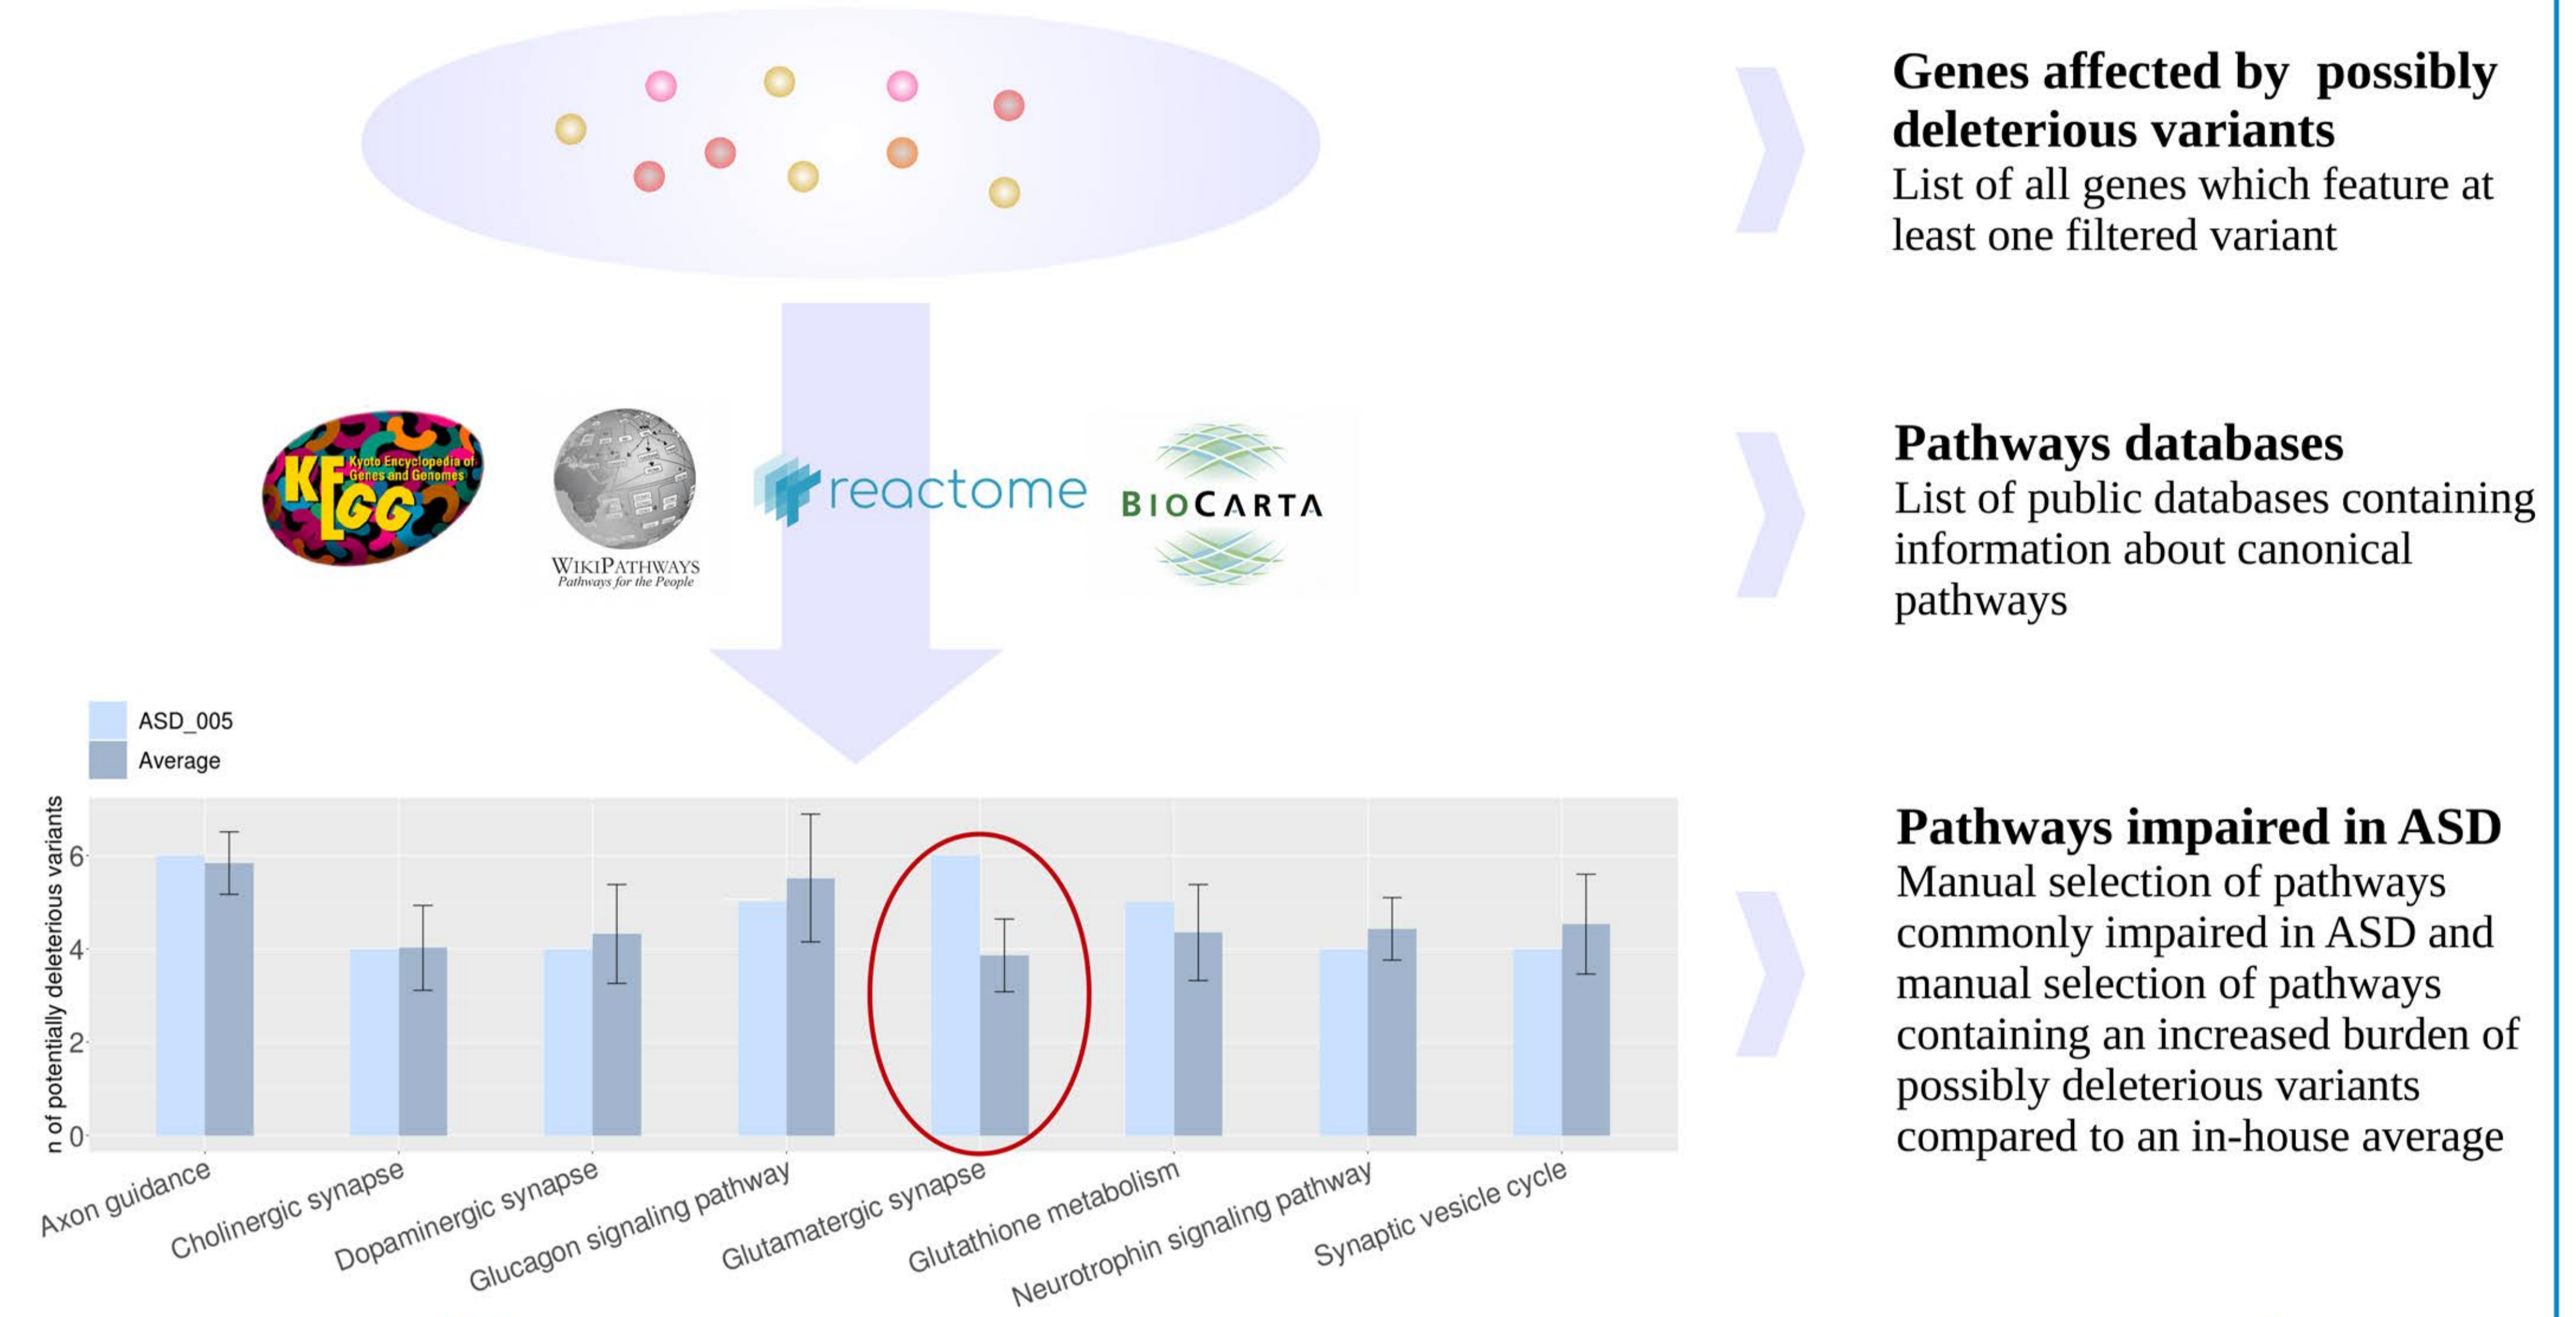 Genes affected by possibly
deleterious variants
List of all genes which feature at
least one filtered variant
KEGG
Kyoto Encyclopedia of
Genes and Genomes
WIKIPATHWAYS
Pathways for the People
reactome
BIOCARTA
Pathways databases
List of public databases containing
information about canonical
pathways
ASD_005
Average
n of potentially deleterious variants
6
4
2
0
Axon guidance
Cholinergic synapse
Dopaminergic synapse
Glucagon signaling pathway
Glutamatergic synapse
Glutathione metabolism
Neurotrophin signaling pathway
Synaptic vesicle cycle
Pathways impaired in ASD
Manual selection of pathways
commonly impaired in ASD and
manual selection of pathways
containing an increased burden of
possibly deleterious variants
compared to an in-house average